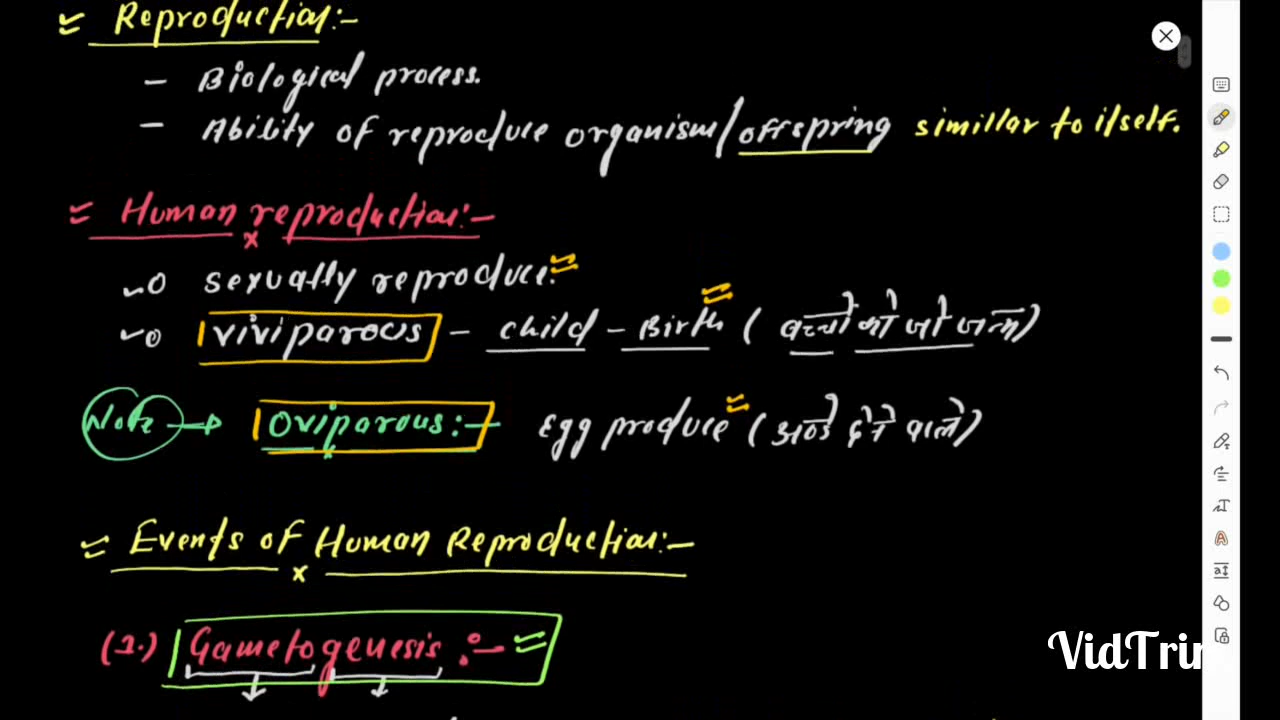 Reproduction:-
- Biological process.
- Ability of reproduce organism/offspring simillar to itself.
Human reproduction:-
o sexually reproduce.
o viviparous - child - Birth (बच्चों को जन्म)
Note → Oviparous:- Egg produce (अण्डे देने वाले)
Events of Human Reproduction:-
(1.) Gametogenesis :-
VidTrim